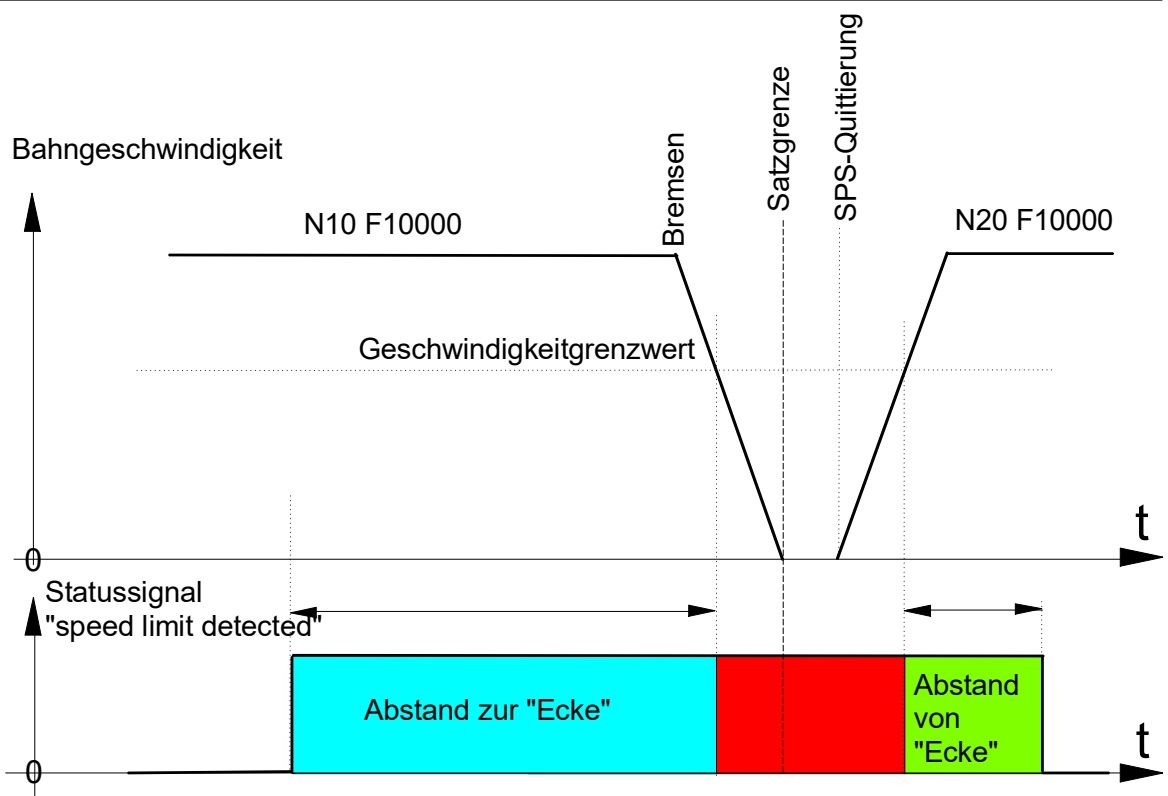 Bahngeschwindigkeit
N10 F10000
Bremsen
Satzgrenze
SPS-Quittierung
N20 F10000
Geschwindigkeitgrenzwert
t
0
Statussignal
"speed limit detected"
Abstand zur "Ecke"
Abstand
von
"Ecke"
t
0